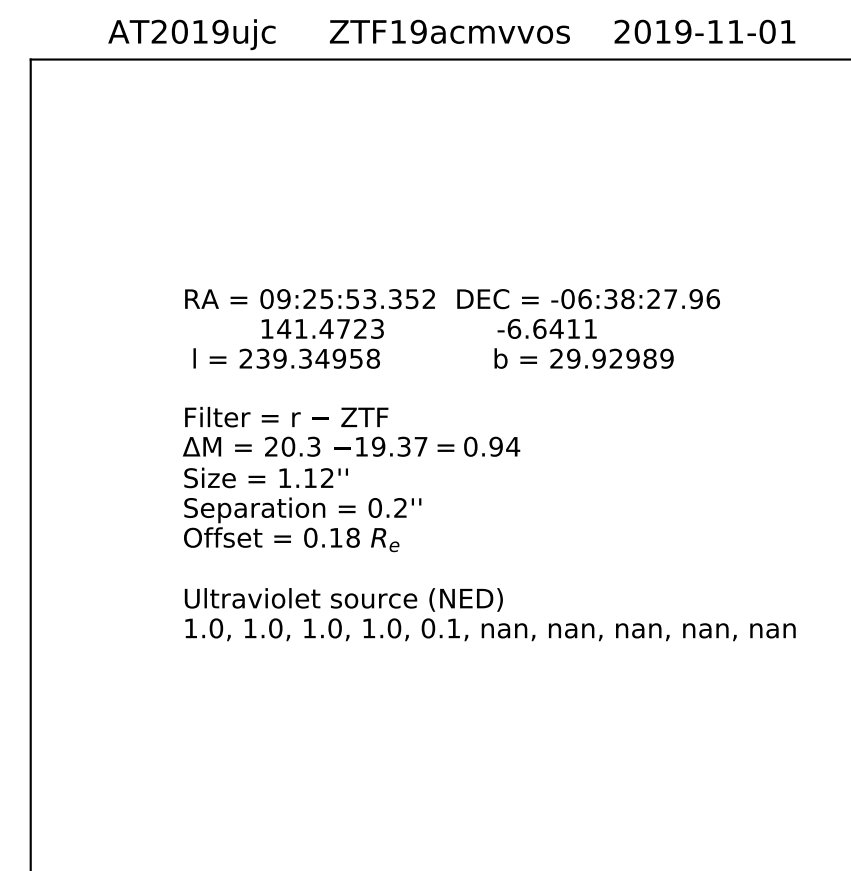 AT2019ujc ZTF19acmvvos 2019-11-01
RA = 09:25:53.352 DEC = -06:38:27.96
141.4723 -6.6411
l = 239.34958 b = 29.92989
Filter = r − ZTF
ΔM = 20.3 −19.37 = 0.94
Size = 1.12''
Separation = 0.2''
Offset = 0.18 Re
Ultraviolet source (NED)
1.0, 1.0, 1.0, 1.0, 0.1, nan, nan, nan, nan, nan